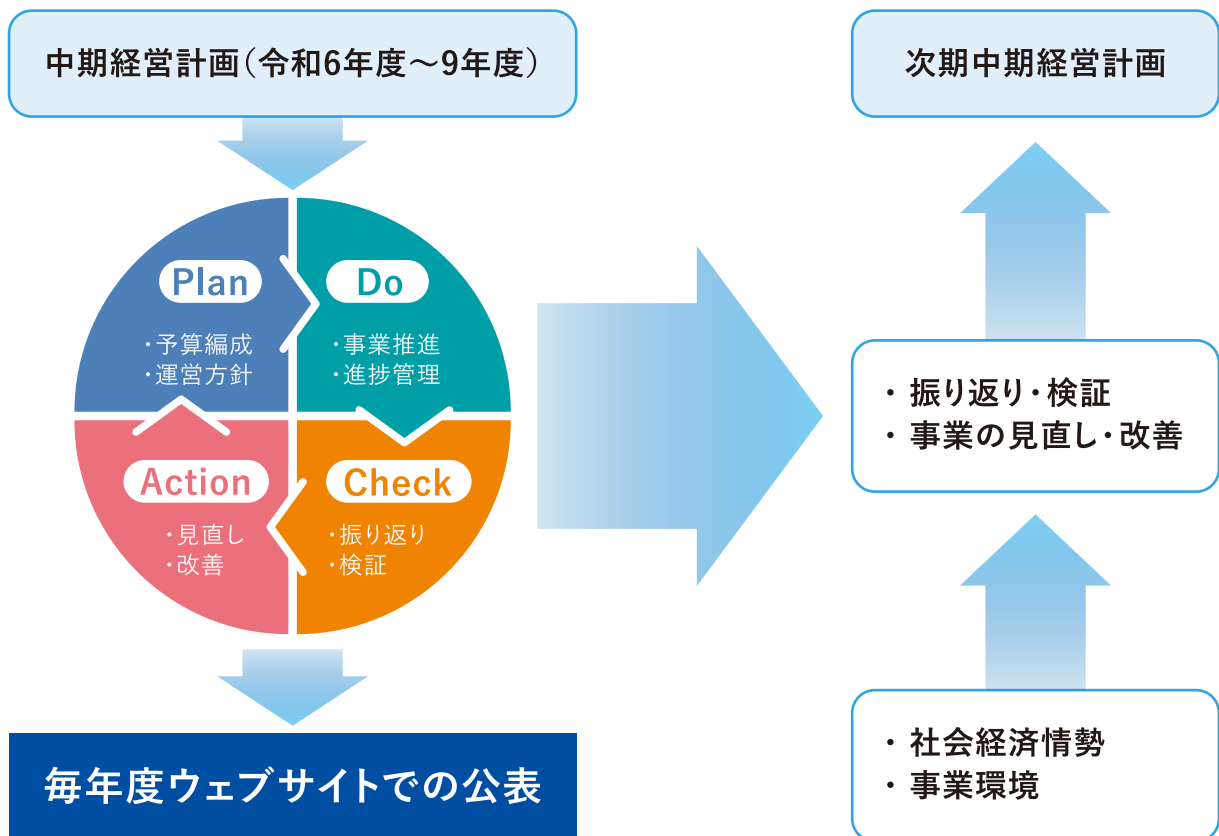 中期経営計画(令和6年度～9年度)
Plan
・予算編成
・運営方針
Do
・事業推進
・進捗管理
Check
・振り返り
・検証
Action
・見直し
・改善
毎年度ウェブサイトでの公表
次期中期経営計画
・振り返り・検証
・事業の見直し・改善
・社会経済情勢
・事業環境